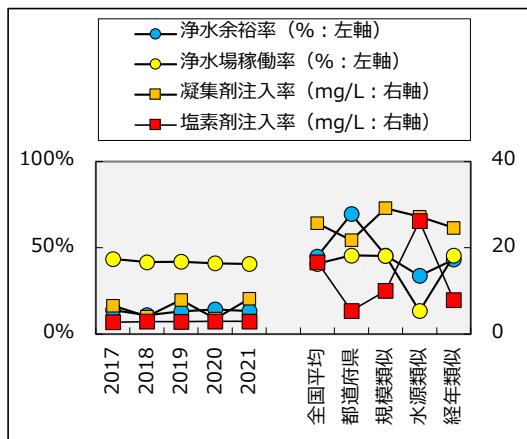 浄水余裕率（%：左軸）
浄水場稼働率（%：左軸）
凝集剤注入率（mg/L：右軸）
塩素剤注入率（mg/L：右軸）
100%
50%
0%
40
20
0
2017
2018
2019
2020
2021
全国平均
都道府県
規模類似
水源類似
経年類似